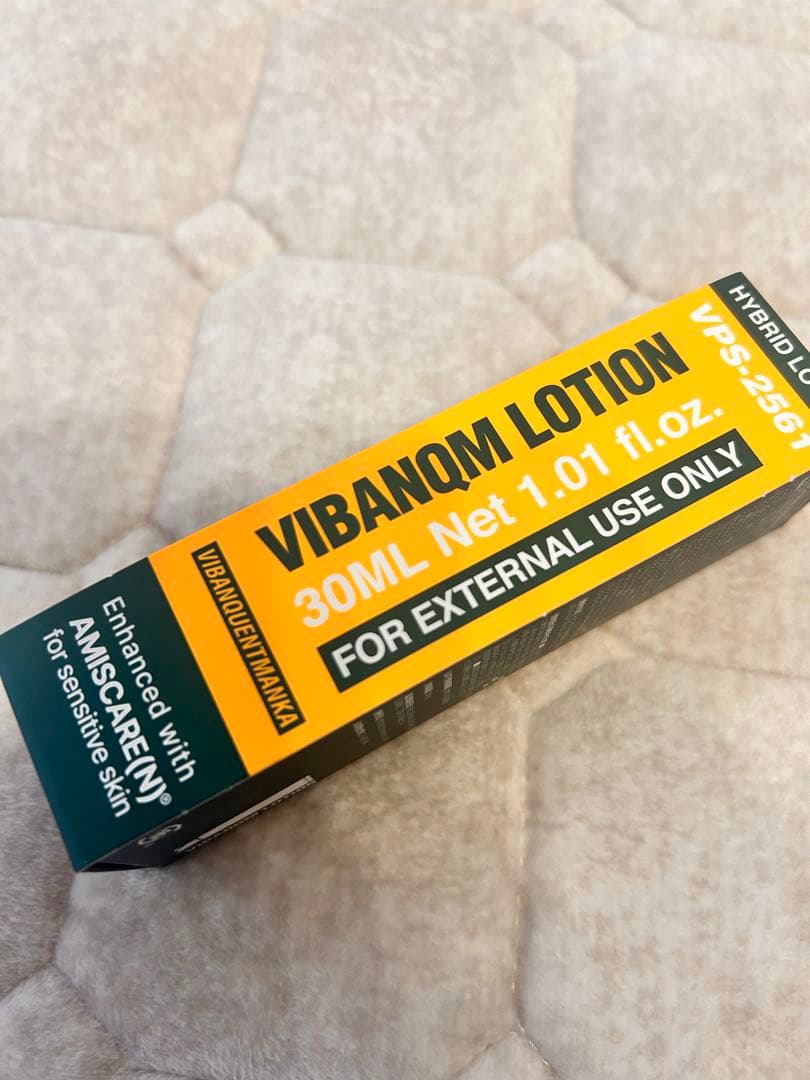 HYBRID LO
VPS-2561
VIBANQM LOTION
30ML Net 1.01 fl.oz.
FOR EXTERNAL USE ONLY
VIBANQUENTMANKA
Enhanced with
AMISCARE(N)®
for sensitive skin